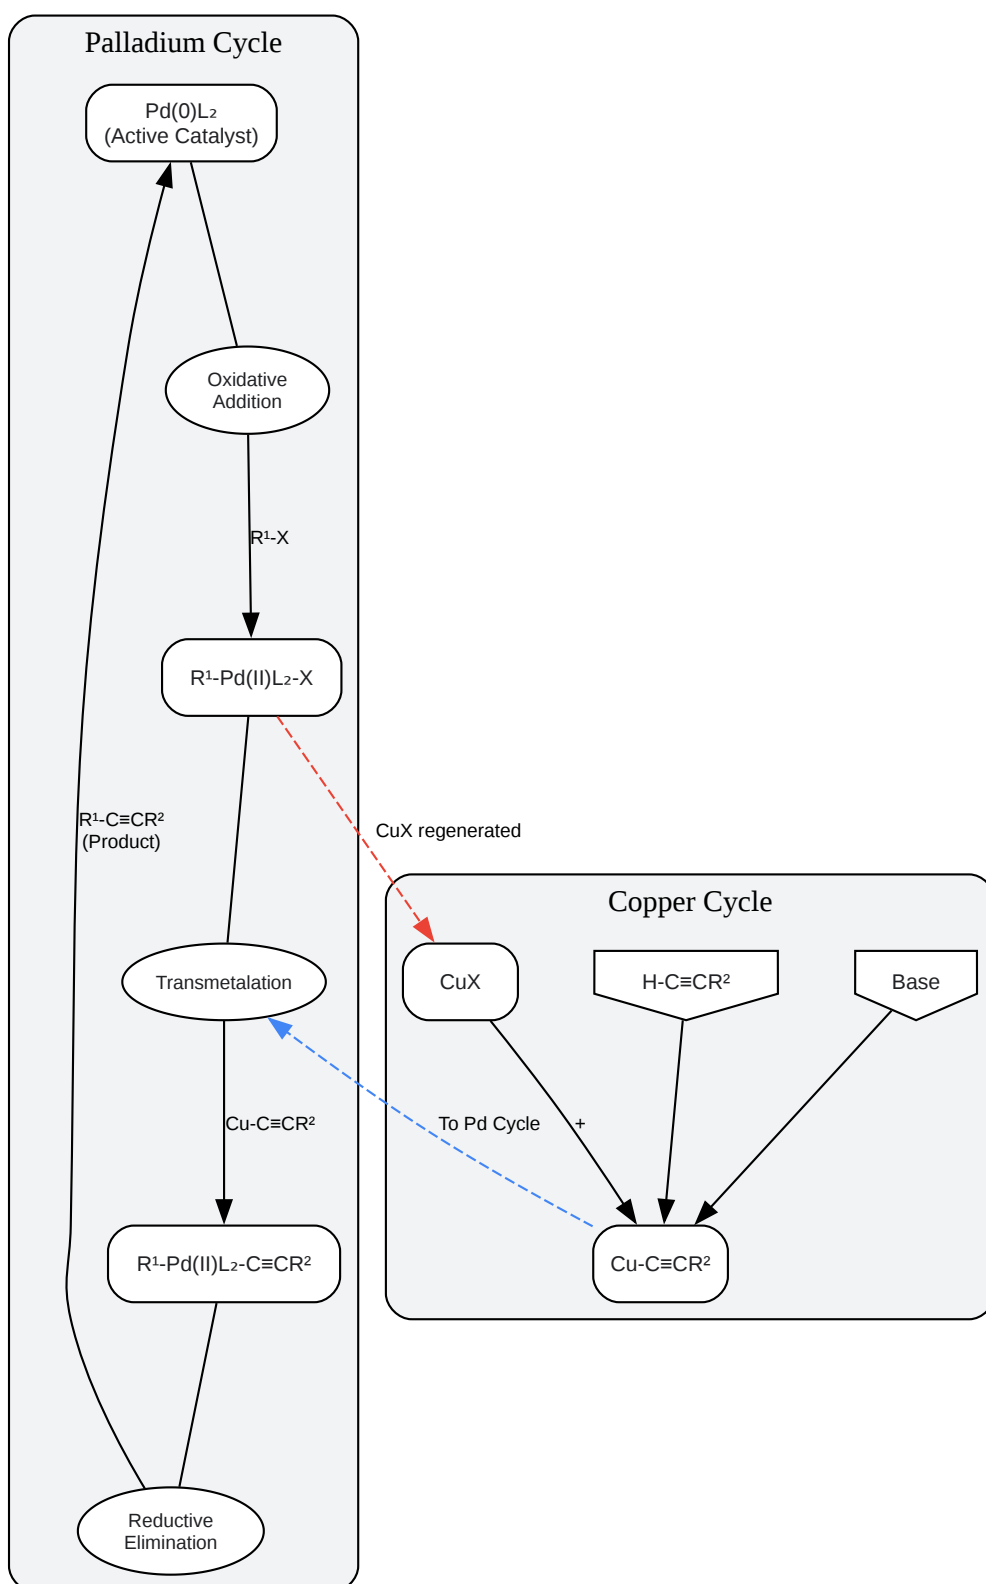 Palladium Cycle
Pd(0)L₂
(Active Catalyst)
Oxidative
Addition
R¹-X
R¹-Pd(II)L₂-X
R¹-C≡CR²
(Product)
CuX regenerated
Copper Cycle
CuX
H-C≡CR²
Base
Transmetalation
Cu-C≡CR²
To Pd Cycle
+
R¹-Pd(II)L₂-C≡CR²
Cu-C≡CR²
Reductive
Elimination